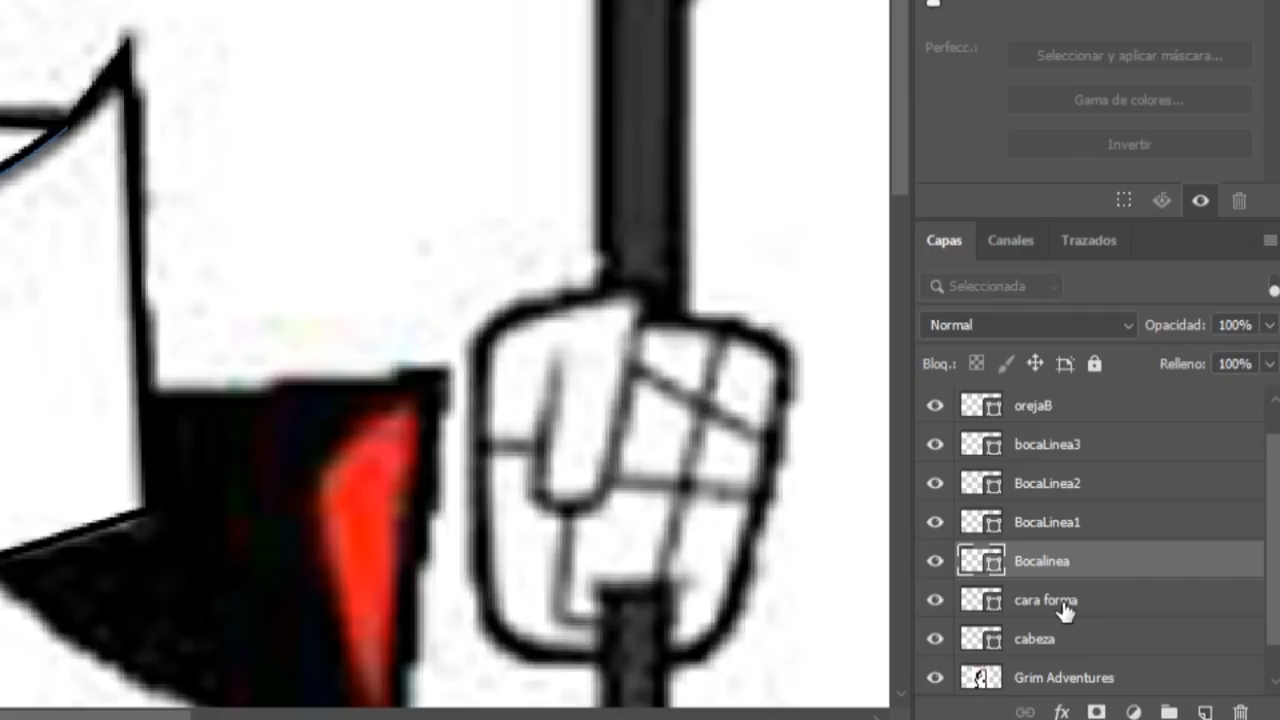 Perfecc.:
Seleccionar y aplicar máscara...
Gama de colores...
Invertir
Capas Canales Trazados
Seleccionada
Normal Opacidad: 100%
Bloq.: Relleno: 100%
orejaB
bocaLinea3
BocaLinea2
BocaLinea1
Bocalinea
cara forma
cabeza
Grim Adventures
fx